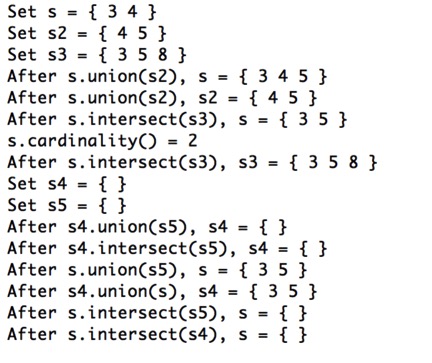 Set s = { 3 4 }
Set s2 = { 4 5 }
Set s3 = { 3 5 8 }
After s.union(s2), s = { 3 4 5 }
After s.union(s2), s2 = { 4 5 }
After s.intersect(s3), s = { 3 5 }
s.cardinality() = 2
After s.intersect(s3), s3 = { 3 5 8 }
Set s4 = { }
Set s5 = { }
After s4.union(s5), s4 = { }
After s4.intersect(s5), s4 = { }
After s.union(s5), s = { 3 5 }
After s4.union(s), s4 = { 3 5 }
After s.intersect(s5), s = { }
After s.intersect(s4), s = { }